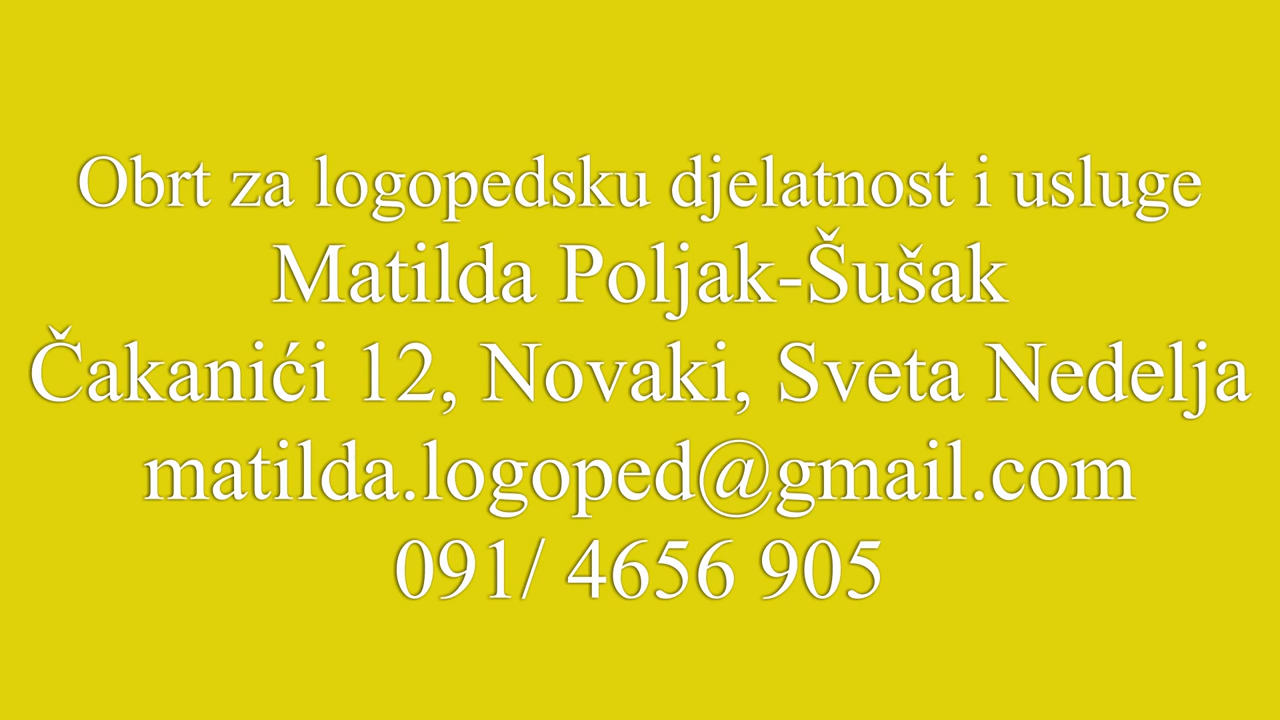 Obrt za logopedsku djelatnost i usluge
Matilda Poljak-Šušak
Čakanići 12, Novaki, Sveta Nedelja
matilda.logoped@gmail.com
091/ 4656 905